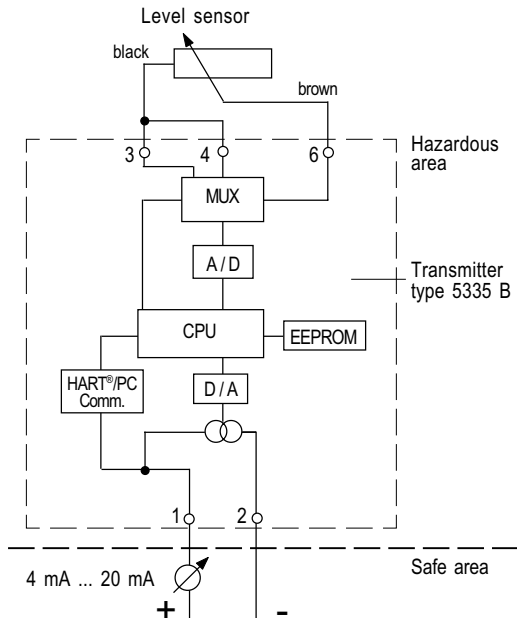 Level sensor
black
brown
Hazardous
area
3
4
6
MUX
A / D
Transmitter
type 5335 B
CPU
EEPROM
HART®/PC
Comm.
D / A
1
2
Safe area
4 mA ... 20 mA
+
-